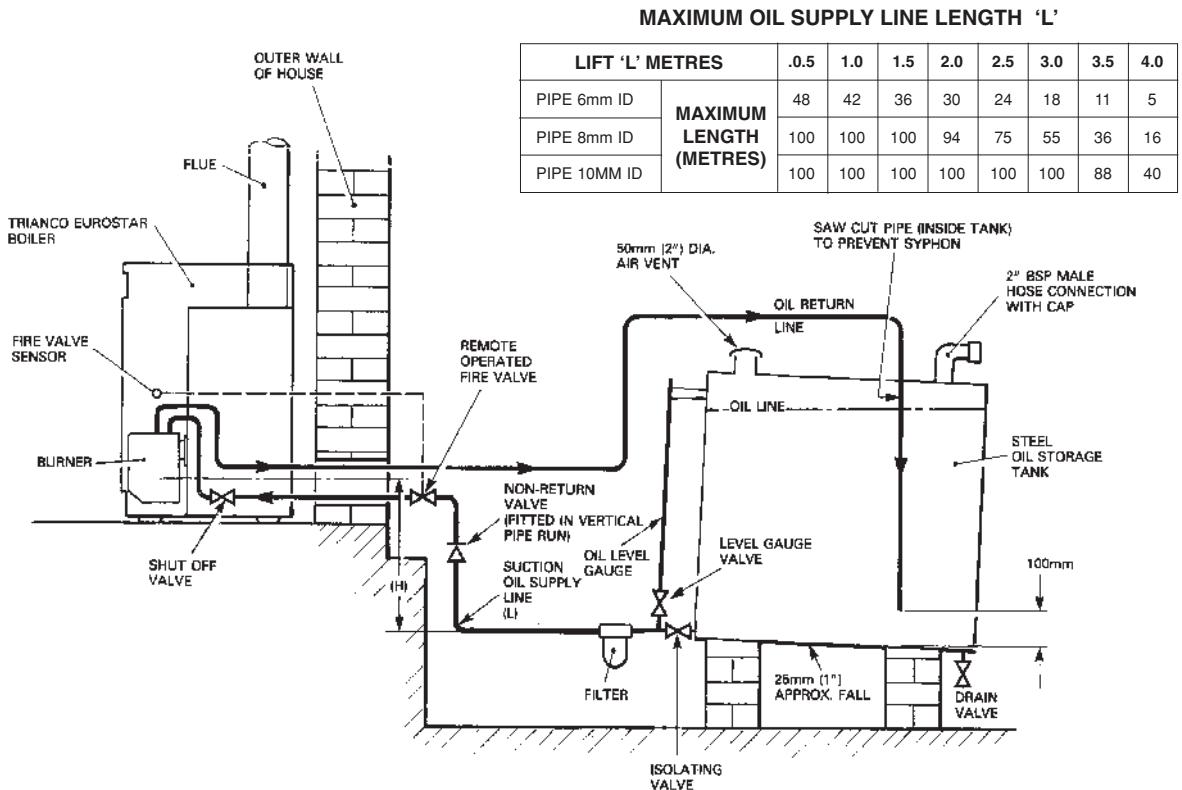 MAXIMUM OIL SUPPLY LINE LENGTH 'L'
LIFT 'L' METRES .0.5 1.0 1.5 2.0 2.5 3.0 3.5 4.0
PIPE 6mm ID 48 42 36 30 24 18 11 5
MAXIMUM
LENGTH
(METRES)
PIPE 8mm ID 100 100 100 94 75 55 36 16
PIPE 10MM ID 100 100 100 100 100 100 88 40
OUTER WALL
OF HOUSE
FLUE
TRIANCO EUROSTAR
BOILER
FIRE VALVE
SENSOR
BURNER
SHUT OFF
VALVE
REMOTE
OPERATED
FIRE VALVE
NON-RETURN
VALVE
(FITTED IN VERTICAL
PIPE RUN)
SUCTION
OIL SUPPLY
LINE
(L)
(H)
OIL LEVEL
GAUGE
LEVEL GAUGE
VALVE
FILTER
ISOLATING
VALVE
50mm (2") DIA.
AIR VENT
OIL RETURN
LINE
SAW CUT PIPE (INSIDE TANK)
TO PREVENT SYPHON
2" BSP MALE
HOSE CONNECTION
WITH CAP
OIL LINE
STEEL
OIL STORAGE
TANK
100mm
25mm (1")
APPROX. FALL
DRAIN
VALVE